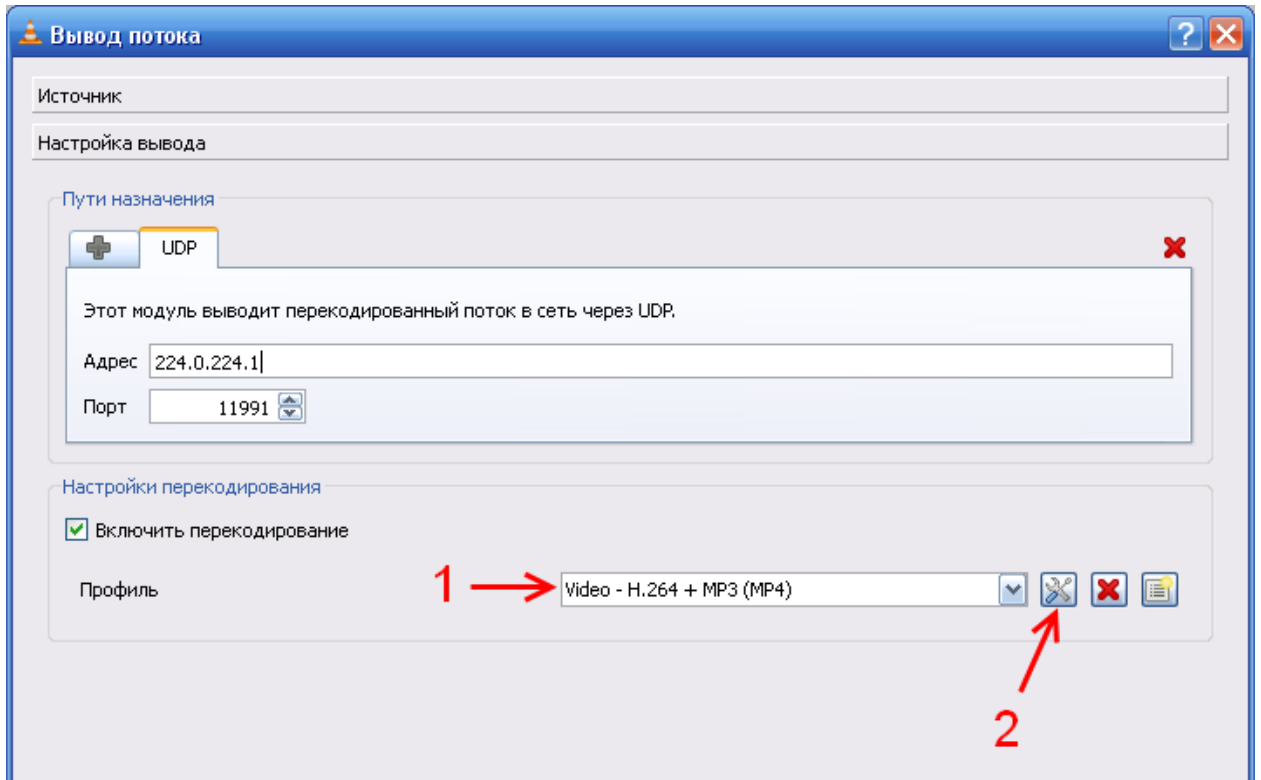 Вывод потока
Источник
Настройка вывода
Пути назначения
UDP
Этот модуль выводит перекодированный поток в сеть через UDP.
Адрес 224.0.224.1
Порт 11991
Настройки перекодирования
Включить перекодирование
Профиль 1 Video - H.264 + MP3 (MP4)
2